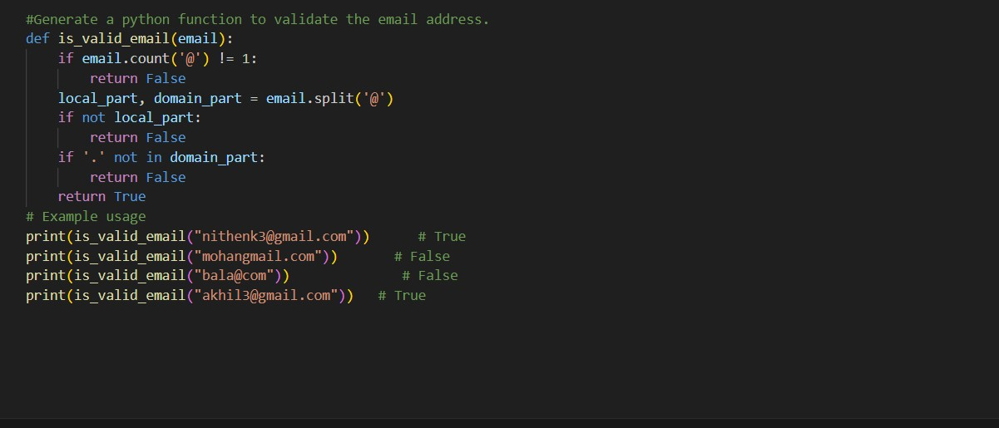 #Generate a python function to validate the email address.
def is_valid_email(email):
    if email.count('@') != 1:
        return False
    local_part, domain_part = email.split('@')
    if not local_part:
        return False
    if '.' not in domain_part:
        return False
    return True
# Example usage
print(is_valid_email("nithenk3@gmail.com"))      # True
print(is_valid_email("mohangmail.com"))       # False
print(is_valid_email("bala@com"))              # False
print(is_valid_email("akhil3@gmail.com"))   # True